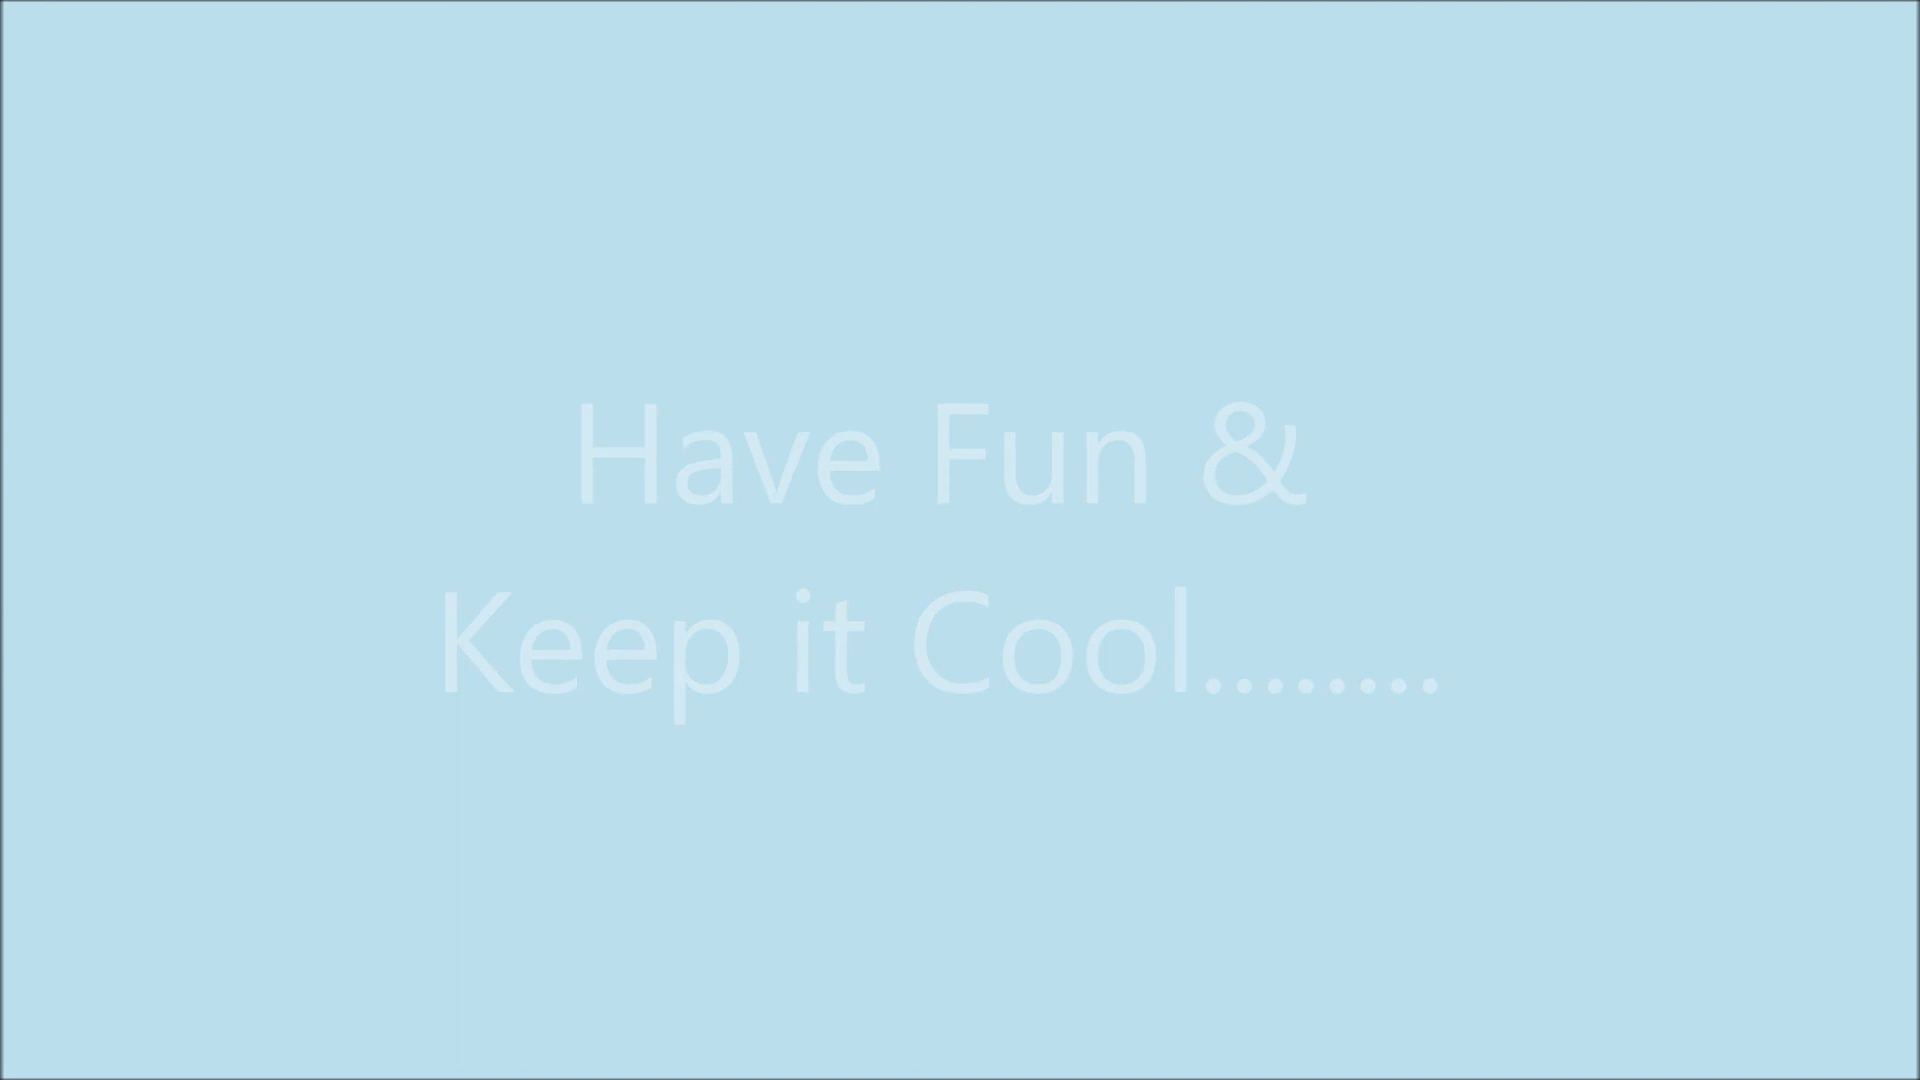 Have Fun &
Keep it Cool........